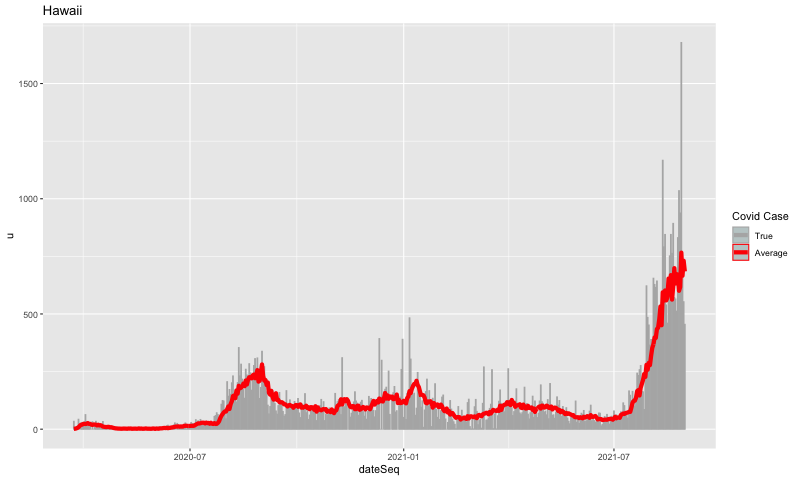 Hawaii
1500
1000
500
0
u
2020-07
2021-01
2021-07
dateSeq
Covid Case
True
Average